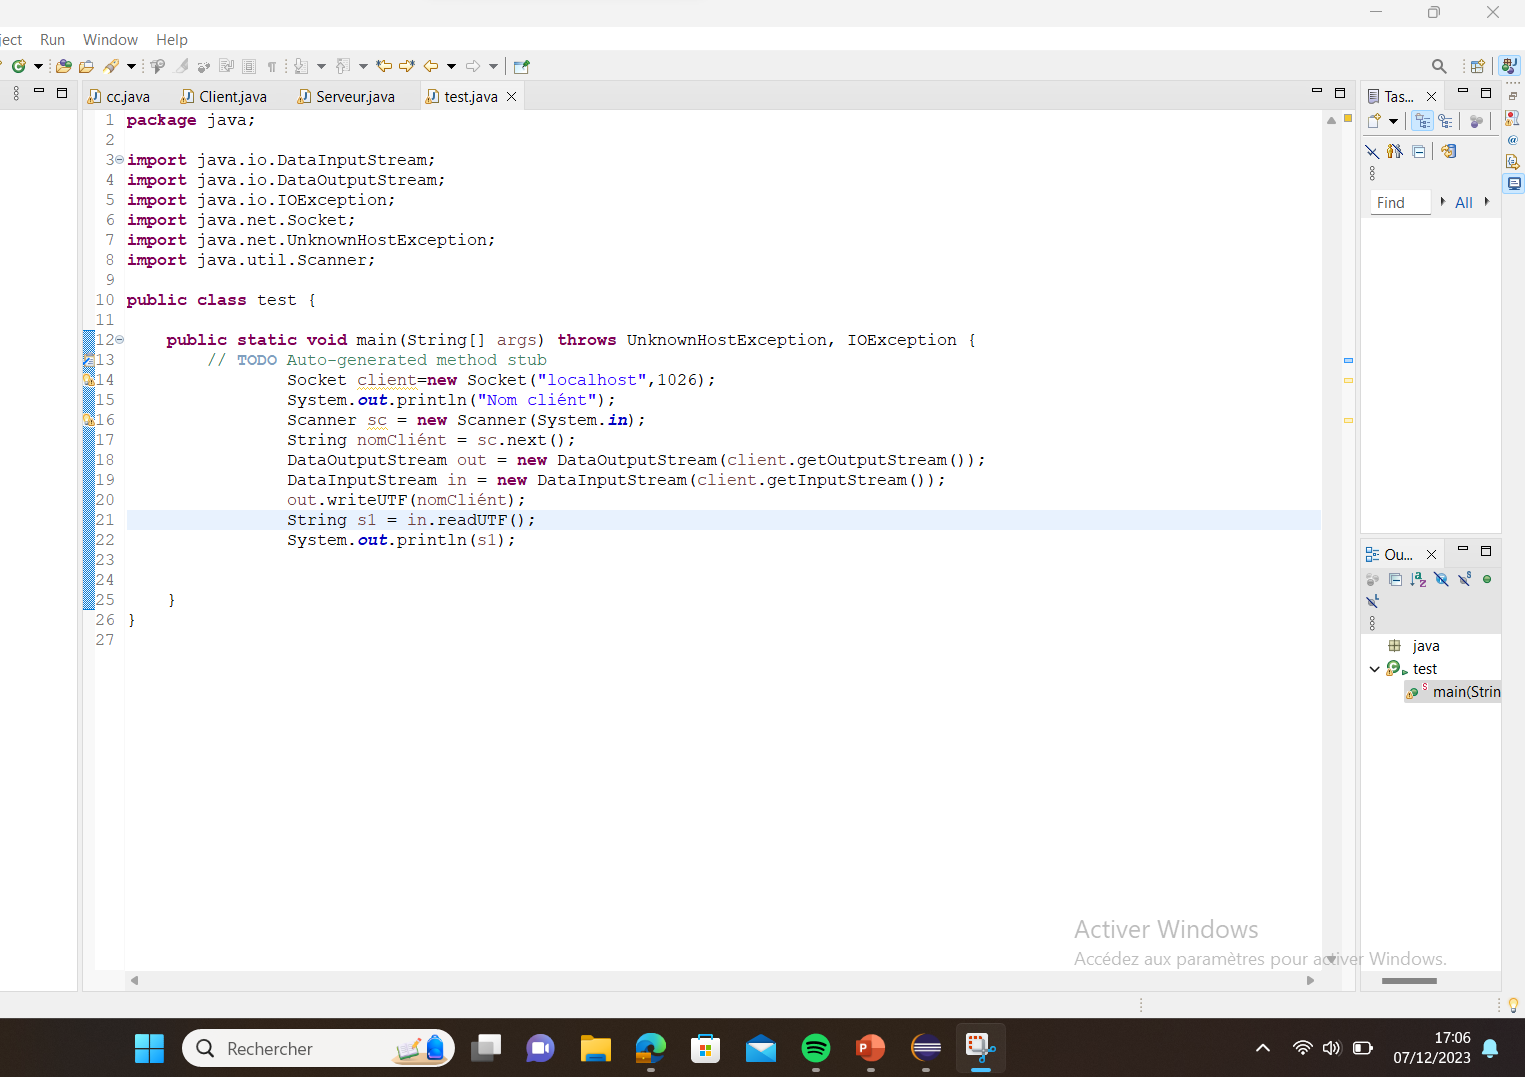 ject Run Window Help
cc.java Client.java Serveur.java test.java
Tas...
1 package java;
2
3 import java.io.DataInputStream;
4 import java.io.DataOutputStream;
5 import java.io.IOException;
6 import java.net.Socket;
7 import java.net.UnknownHostException;
8 import java.util.Scanner;
9
10 public class test {
11
12 public static void main(String[] args) throws UnknownHostException, IOException {
13 // TODO Auto-generated method stub
14 Socket client=new Socket("localhost",1026);
15 System.out.println("Nom cliént");
16 Scanner sc = new Scanner(System.in);
17 String nomCliént = sc.next();
18 DataOutputStream out = new DataOutputStream(client.getOutputStream());
19 DataInputStream in = new DataInputStream(client.getInputStream());
20 out.writeUTF(nomCliént);
21 String s1 = in.readUTF();
22 System.out.println(s1);
23
24
25 }
26 }
27
Find All
Ou...
java
test
main(Strin
Activer Windows
Accédez aux paramètres pour activer Windows.
Rechercher
17:06
07/12/2023